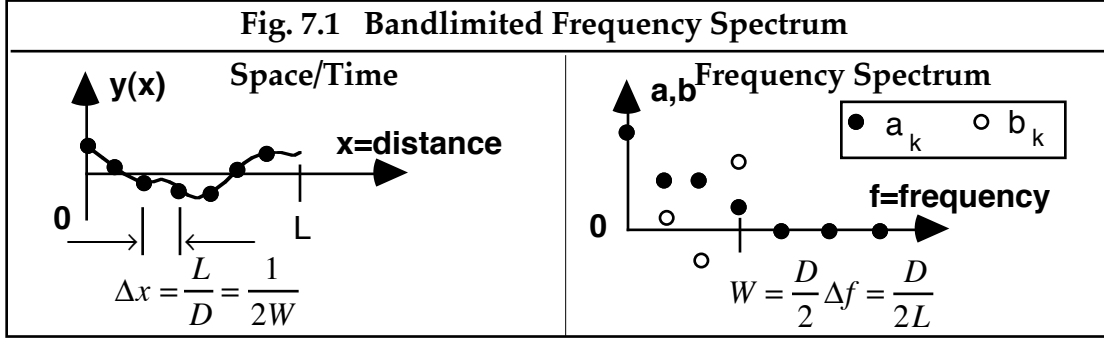 Fig. 7.1 Bandlimited Frequency Spectrum
Space/Time
y(x)
x=distance
0
L
Δx = L/D = 1/2W
Frequency Spectrum
a,b
a_k b_k
f=frequency
0
W = D/2 Δf = D/2L